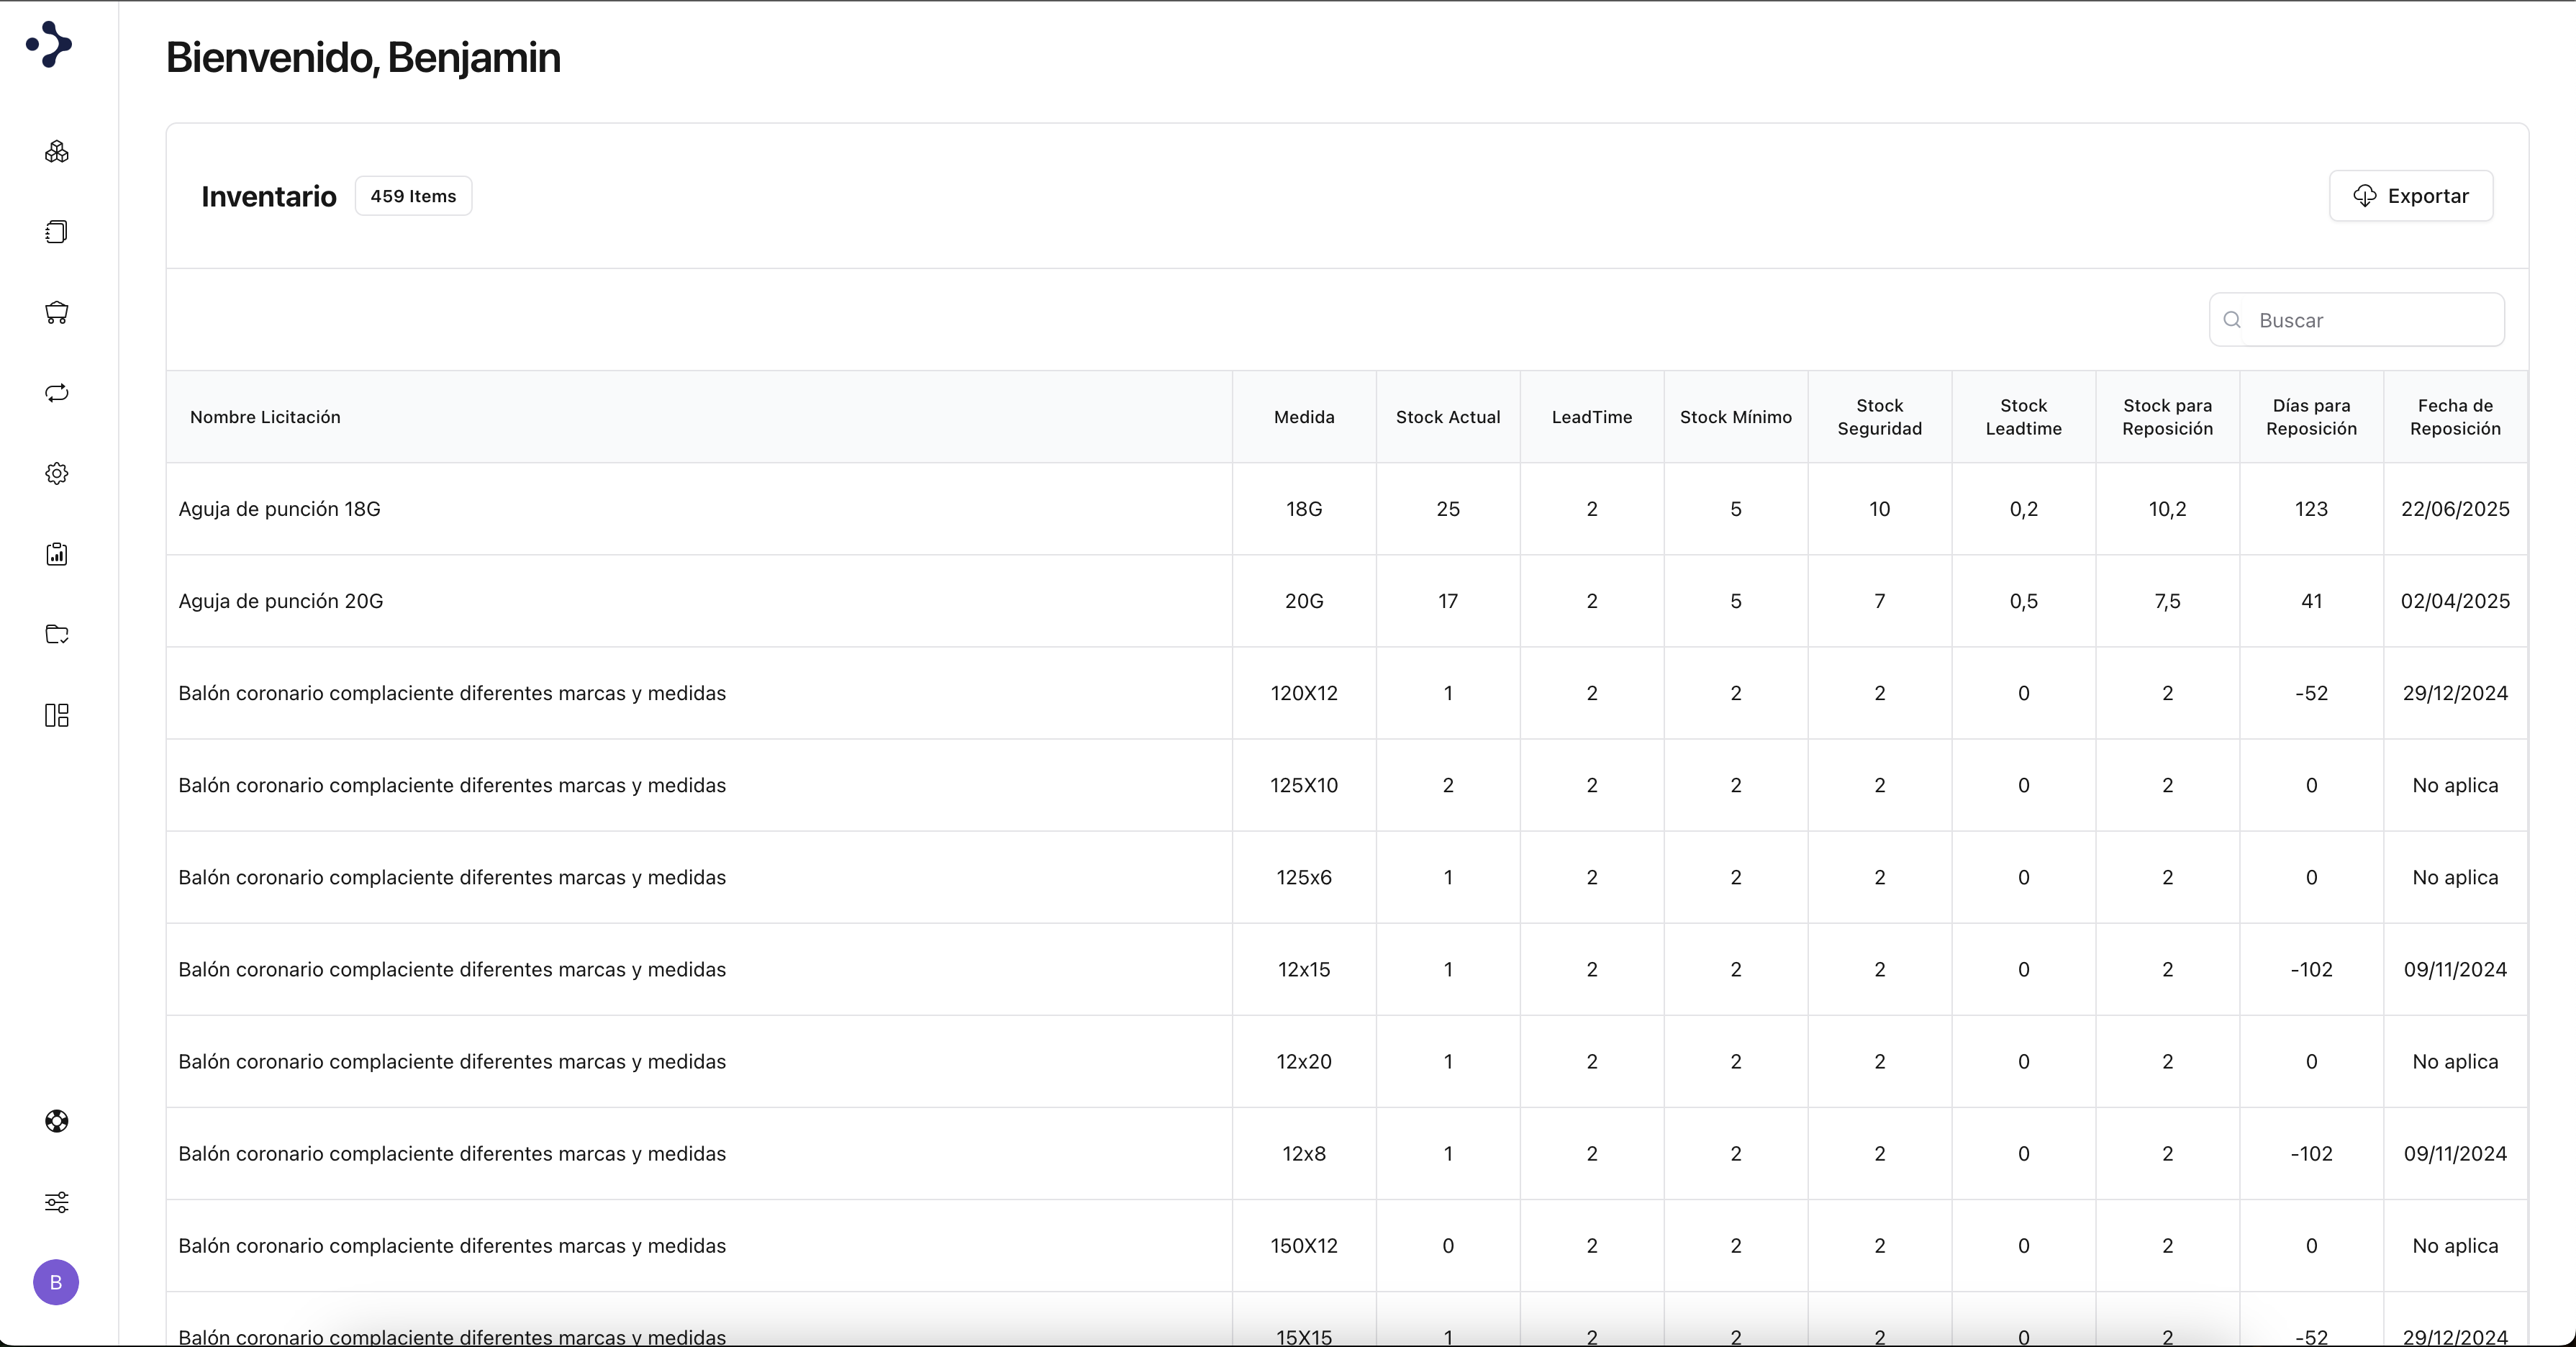 Bienvenido, Benjamin
Inventario 459 Items Exportar
Buscar
Nombre Licitación Medida Stock Actual LeadTime Stock Mínimo Stock Seguridad Stock Leadtime Stock para Reposición Días para Reposición Fecha de Reposición
Aguja de punción 18G 18G 25 2 5 10 0,2 10,2 123 22/06/2025
Aguja de punción 20G 20G 17 2 5 7 0,5 7,5 41 02/04/2025
Balón coronario complaciente diferentes marcas y medidas 120X12 1 2 2 2 0 2 -52 29/12/2024
Balón coronario complaciente diferentes marcas y medidas 125X10 2 2 2 2 0 2 0 No aplica
Balón coronario complaciente diferentes marcas y medidas 125x6 1 2 2 2 0 2 0 No aplica
Balón coronario complaciente diferentes marcas y medidas 12x15 1 2 2 2 0 2 -102 09/11/2024
Balón coronario complaciente diferentes marcas y medidas 12x20 1 2 2 2 0 2 0 No aplica
Balón coronario complaciente diferentes marcas y medidas 12x8 1 2 2 2 0 2 -102 09/11/2024
Balón coronario complaciente diferentes marcas y medidas 150X12 0 2 2 2 0 2 0 No aplica
Balón coronario complaciente diferentes marcas y medidas 15X15 1 2 2 2 0 2 -52 29/12/2024
B